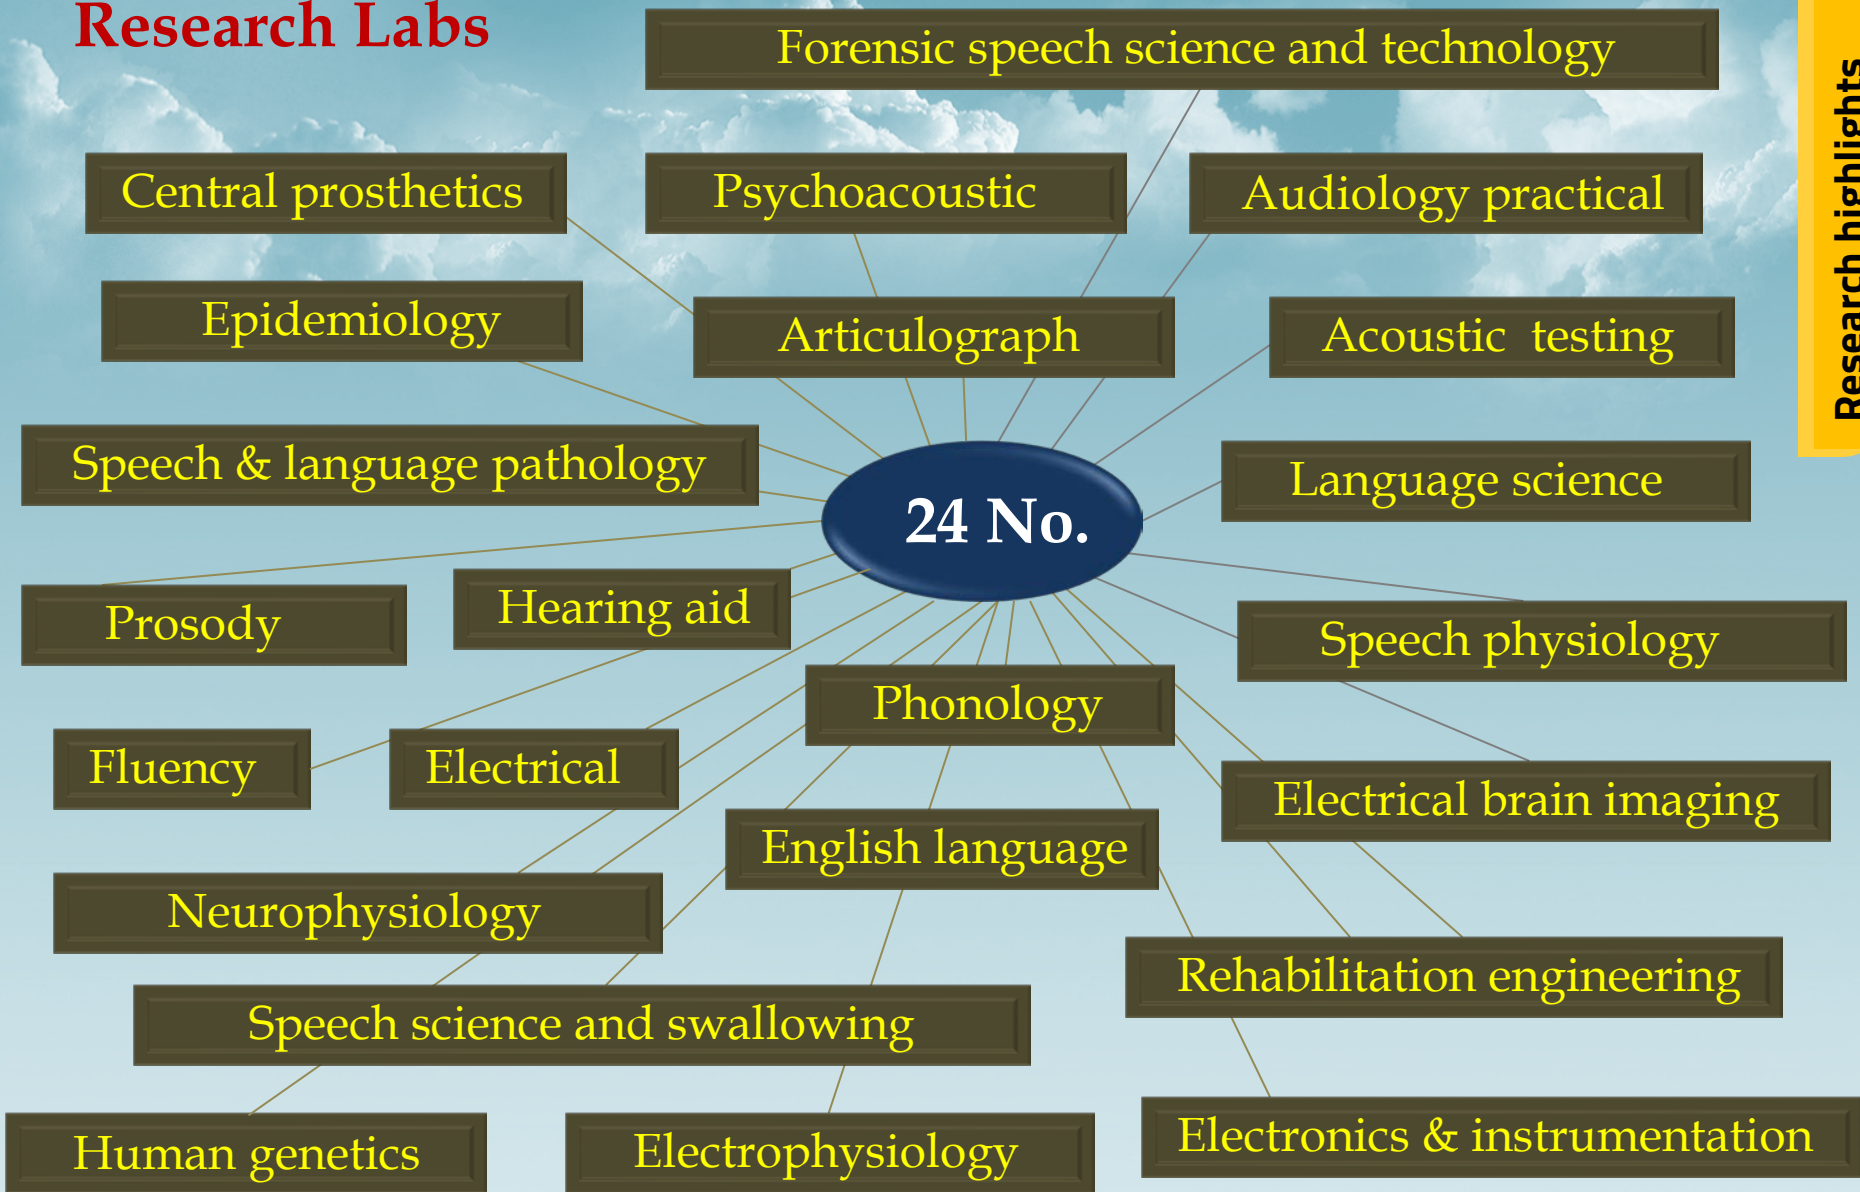 Research Labs
Forensic speech science and technology
Central prosthetics
Psychoacoustic
Audiology practical
Epidemiology
Articulograph
Acoustic  testing
Speech & language pathology
Language science
24 No.
Prosody
Hearing aid
Speech physiology
Phonology
Fluency
Electrical
Electrical brain imaging
English language
Neurophysiology
Rehabilitation engineering
Speech science and swallowing
Human genetics
Electrophysiology
Electronics & instrumentation
Research highlights